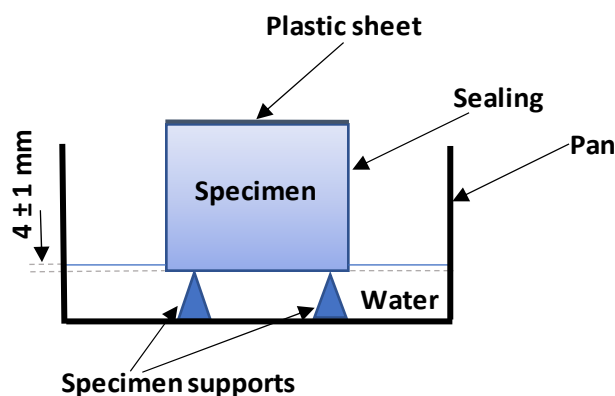 Plastic sheet
Sealing
Pan
4 ± 1 mm
Specimen
Water
Specimen supports